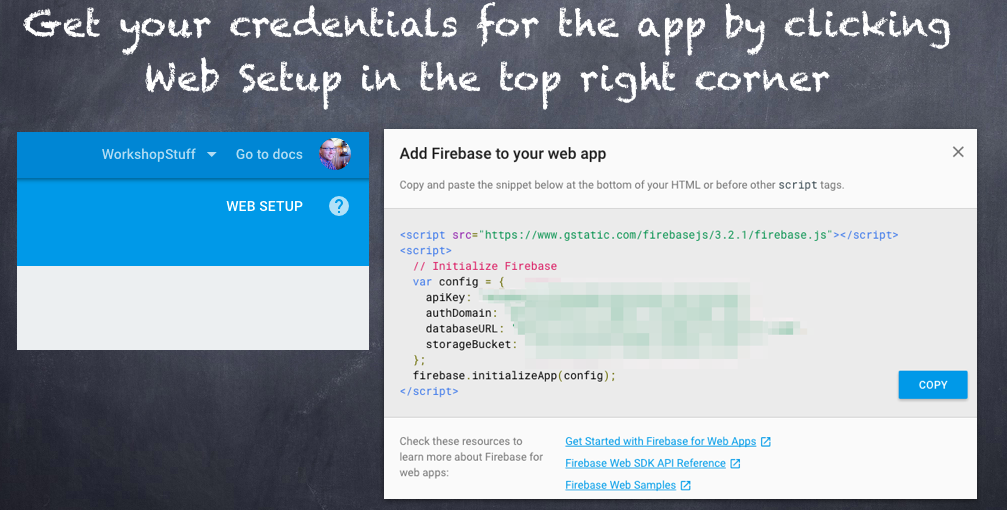 Get your credentials for the app by clicking
Web Setup in the top right corner
WorkshopStuff
Go to docs
WEB SETUP
?
Add Firebase to your web app
Copy and paste the snippet below at the bottom of your HTML or before other script tags.
<script src="https://www.gstatic.com/firebasejs/3.2.1/firebase.js"></script>
<script>
// Initialize Firebase
var config = {
apiKey:
authDomain:
databaseURL: "
storageBucket:
};
firebase.initializeApp(config);
</script>
COPY
Check these resources to
learn more about Firebase for
web apps:
Get Started with Firebase for Web Apps
Firebase Web SDK API Reference
Firebase Web Samples